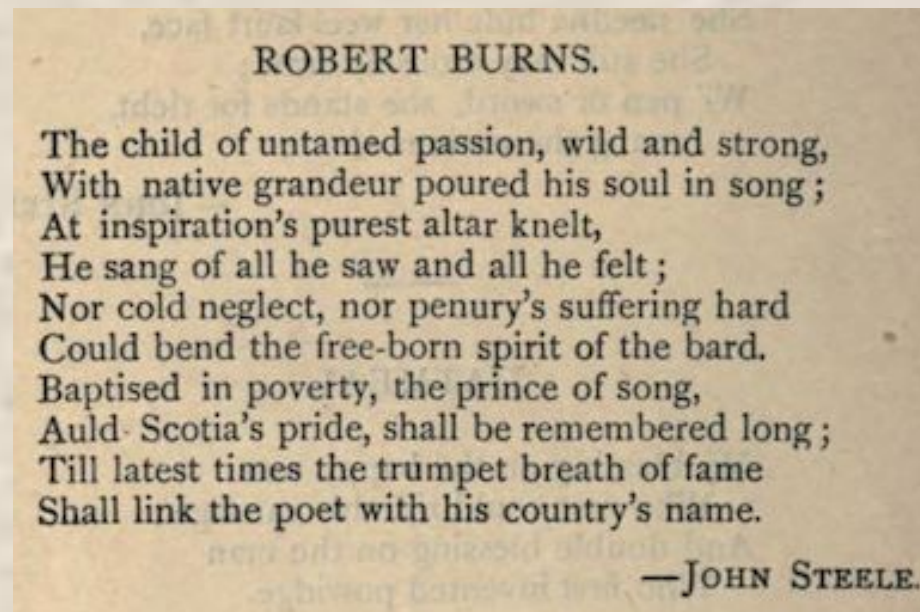 ROBERT BURNS.
The child of untamed passion, wild and strong,
With native grandeur poured his soul in song;
At inspiration's purest altar knelt,
He sang of all he saw and all he felt;
Nor cold neglect, nor penury's suffering hard
Could bend the free-born spirit of the bard.
Baptised in poverty, the prince of song,
Auld Scotia's pride, shall be remembered long;
Till latest times the trumpet breath of fame
Shall link the poet with his country's name.
—JOHN STEELE.